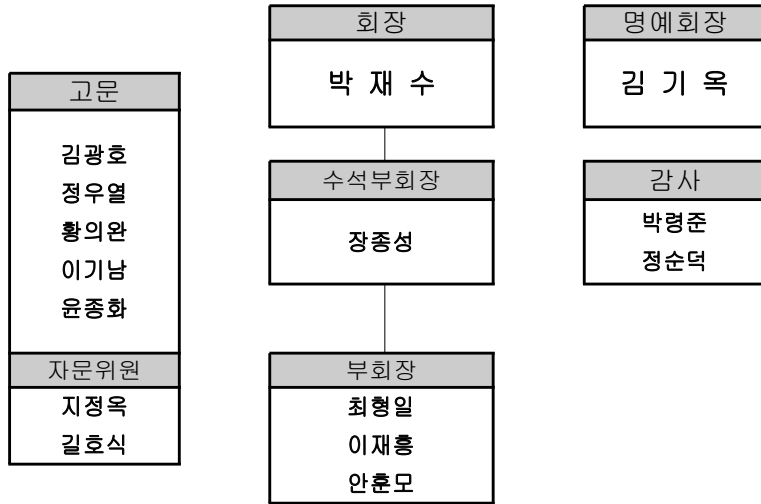 회장
박 재 수
명예회장
김 기 옥
고문
김광호
정우열
황의완
이기남
윤종화
자문위원
지정옥
길호식
수석부회장
장종성
감사
박령준
정순덕
부회장
최형일
이재흥
안훈모